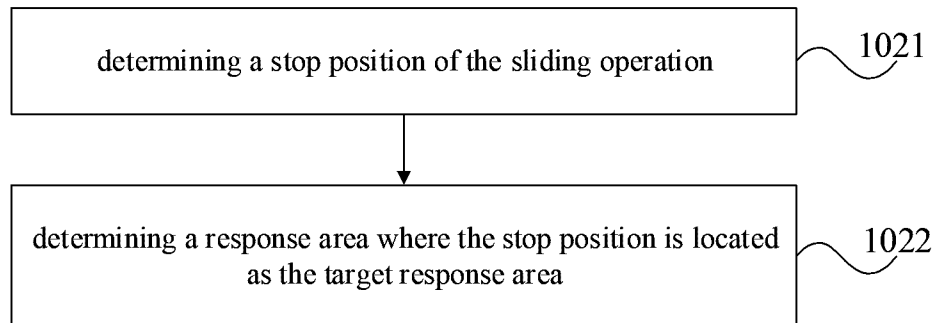 determining a stop position of the sliding operation
1021
determining a response area where the stop position is located
as the target response area
1022